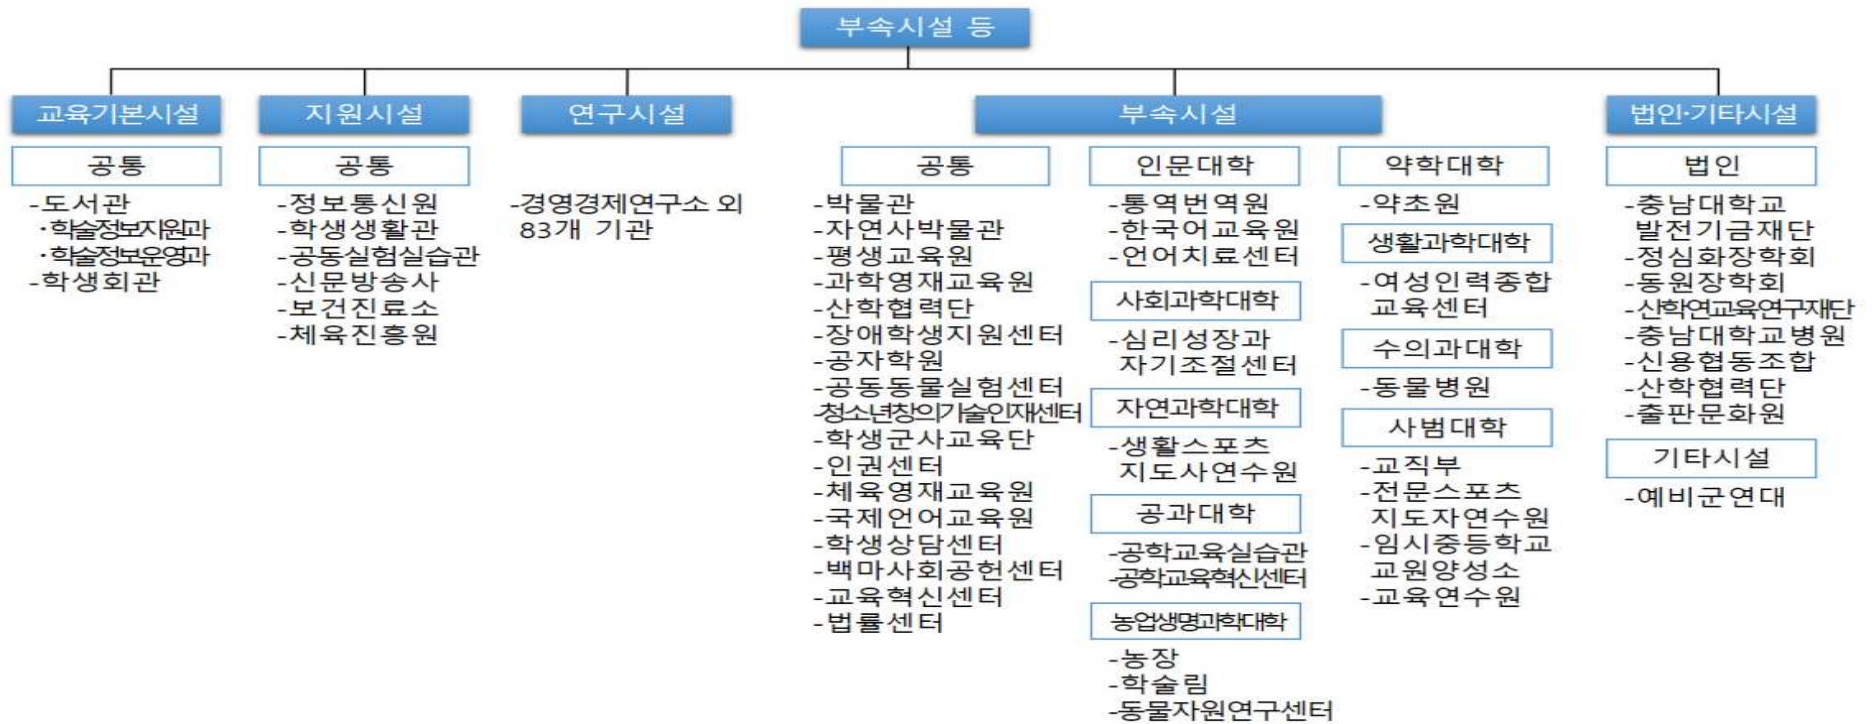 부속시설 등
교육기본시설
공통
-도서관
·학술정보지원과
·학술정보운영과
-학생회관
지원시설
공통
-정보통신원
-학생생활관
-공동실험실습관
-신문방송사
-보건진료소
-체육진흥원
연구시설
-경영경제연구소 외
83개 기관
부속시설
공통
-박물관
-자연사박물관
-평생교육원
-과학영재교육원
-산학협력단
-장애학생지원센터
-공자학원
-공동동물실험센터
-청소년창의기술인재센터
-학생군사교육단
-인권센터
-체육영재교육원
-국제언어교육원
-학생상담센터
-백마사회공헌센터
-교육혁신센터
-법률센터
인문대학
-통역번역원
-한국어교육원
-언어치료센터
사회과학대학
-심리성장과
자기조절센터
자연과학대학
-생활스포츠
지도사연수원
공과대학
-공학교육실습관
-공학교육혁신센터
농업생명과학대학
-농장
-학술림
-동물자원연구센터
약학대학
-약초원
생활과학대학
-여성인력종합
교육센터
수의과대학
-동물병원
사범대학
-교직부
-전문스포츠
지도자연수원
-임시중등학교
교원양성소
-교육연수원
법인·기타시설
법인
-충남대학교
발전기금재단
-정심화장학회
-동원장학회
-산학연교육연구재단
-충남대학교병원
-신용협동조합
-산학협력단
-출판문화원
기타시설
-예비군연대